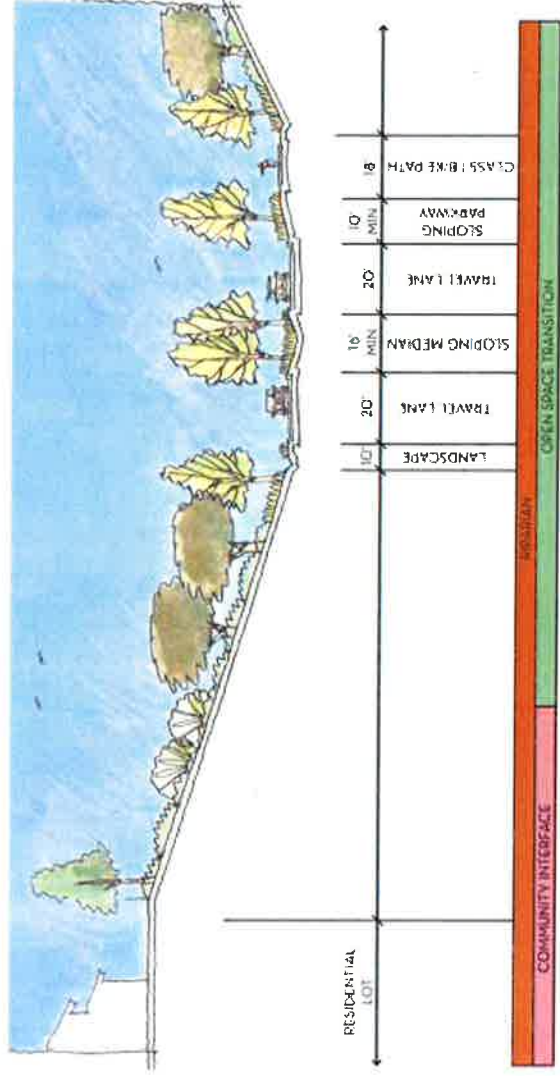 RESIDENTIAL
LOT
10'
LANDSCAPE
20'
TRAVEL LANE
16'
MIN
SLOPING MEDIAN
20'
TRAVEL LANE
10'
MIN
SLOPING
PARKWAY
18'
CLASS I BIKE PATH
RIPARIAN
COMMUNITY INTERFACE
OPEN SPACE TRANSITION